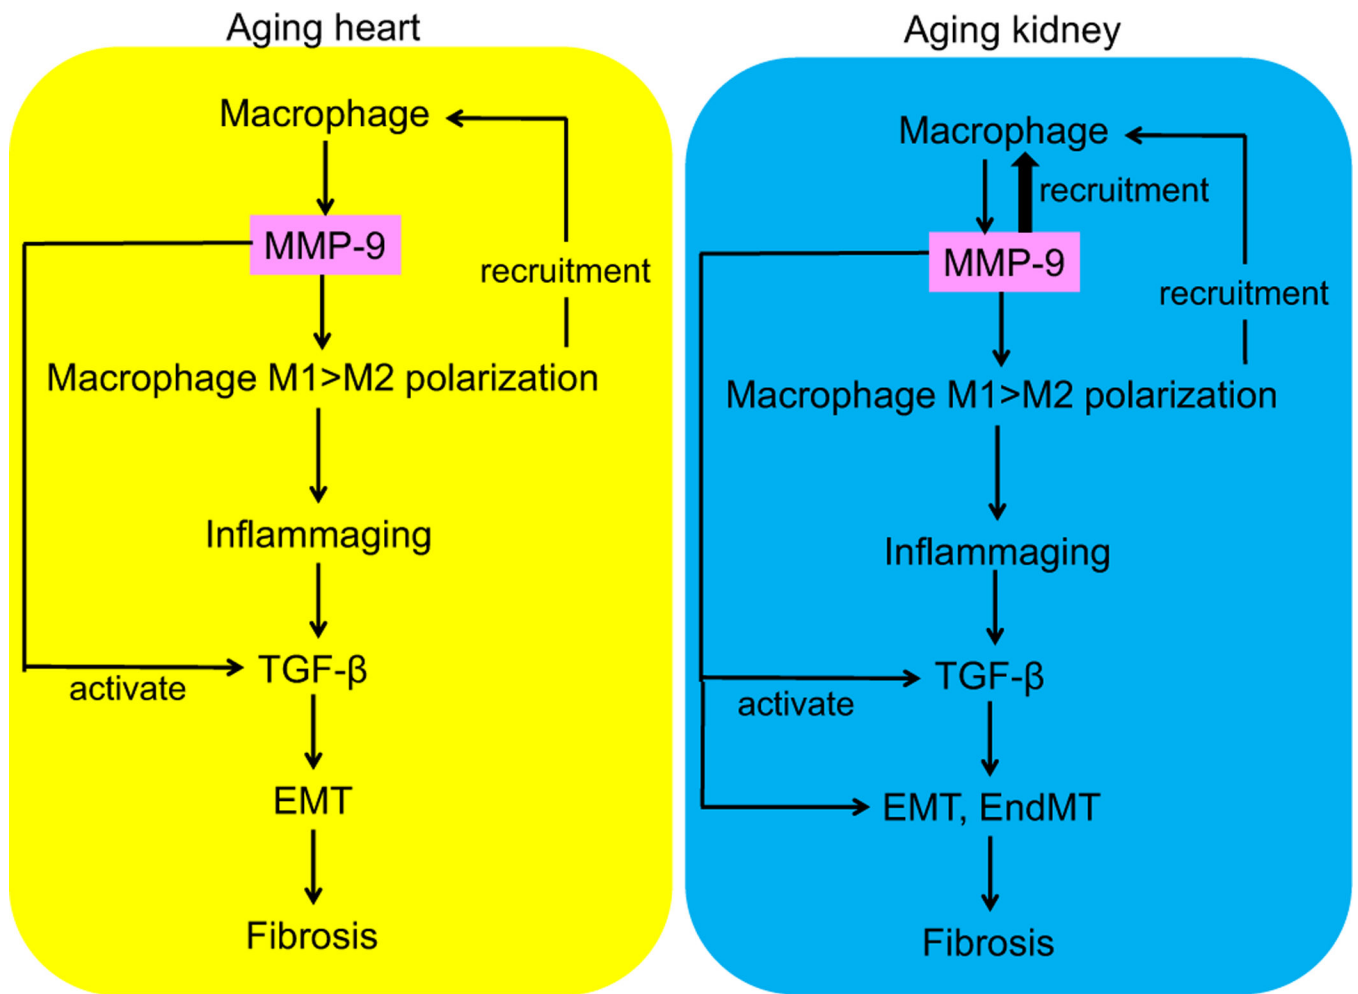 Aging heart
Macrophage
MMP-9
recruitment
Macrophage M1>M2 polarization
Inflammaging
TGF-β
activate
EMT
Fibrosis
Aging kidney
Macrophage
recruitment
MMP-9
recruitment
Macrophage M1>M2 polarization
Inflammaging
TGF-β
activate
EMT, EndMT
Fibrosis